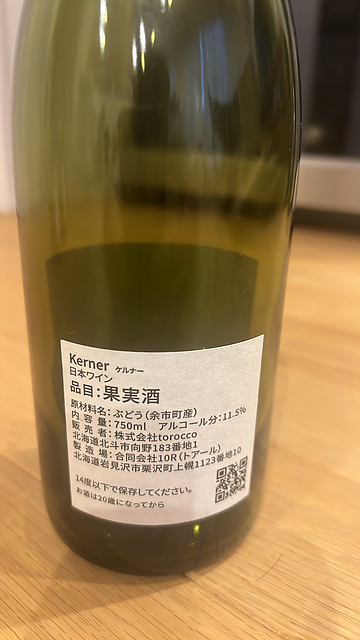 Kerner ケルナー
日本ワイン
品目:果実酒
原材料名:ぶどう(余市町産)
内容量:750ml アルコール分:11.5%
販売者:株式会社torocco
北海道北斗市向野183番地1
製造場:合同会社10R(トアール)
北海道岩見沢市栗沢町上幌1123番地10
14度以下で保存してください。
お酒は20歳になってから